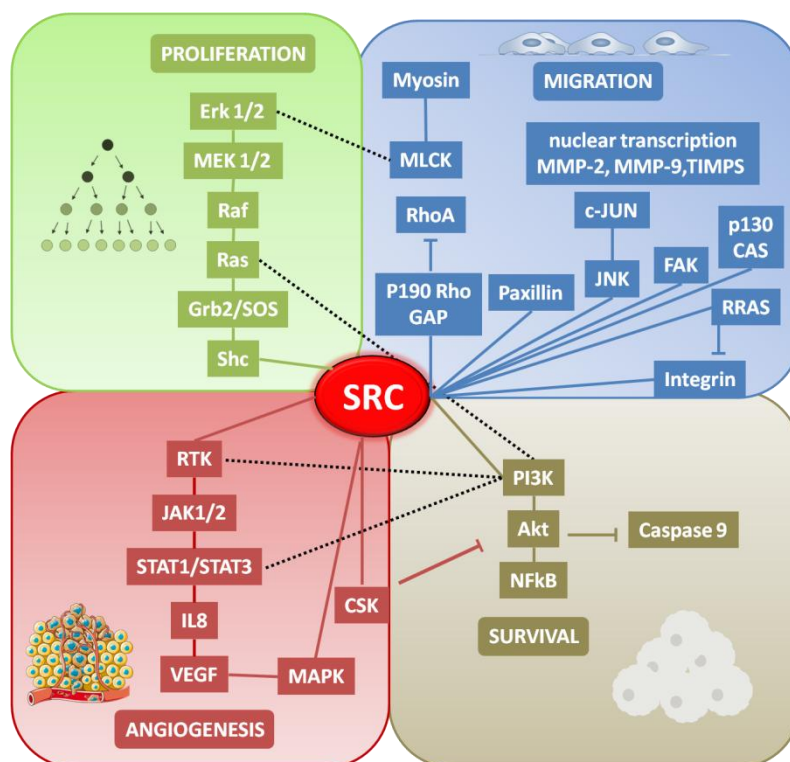 PROLIFERATION
Erk 1/2
MEK 1/2
Raf
Ras
Grb2/SOS
Shc
MIGRATION
Myosin
MLCK
nuclear transcription
MMP-2, MMP-9,TIMPS
RhoA
c-JUN
p130
CAS
P190 Rho
GAP
Paxillin
JNK
FAK
RRAS
Integrin
SRC
RTK
JAK1/2
STAT1/STAT3
IL8
VEGF
MAPK
CSK
ANGIOGENESIS
PI3K
Akt
Caspase 9
NFkB
SURVIVAL